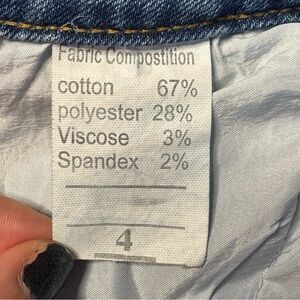 Fabric Compostition
cotton 67%
polyester 28%
Viscose 3%
Spandex 2%
4